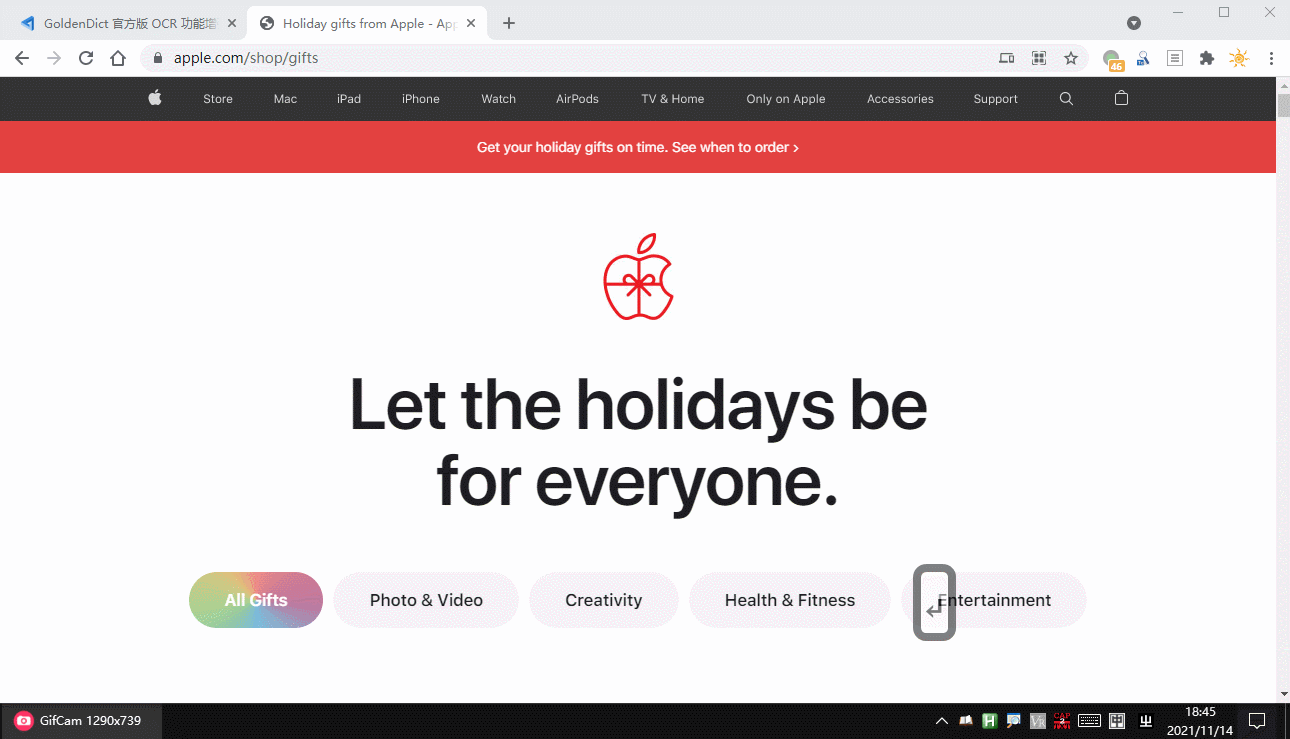 GoldenDict 官方版 OCR 功能增
Holiday gifts from Apple - App
apple.com/shop/gifts
46
Store Mac iPad iPhone Watch AirPods TV & Home Only on Apple Accessories Support
Get your holiday gifts on time. See when to order ›
Let the holidays be
for everyone.
All Gifts Photo & Video Creativity Health & Fitness Entertainment
GifCam 1290x739
18:45
2021/11/14